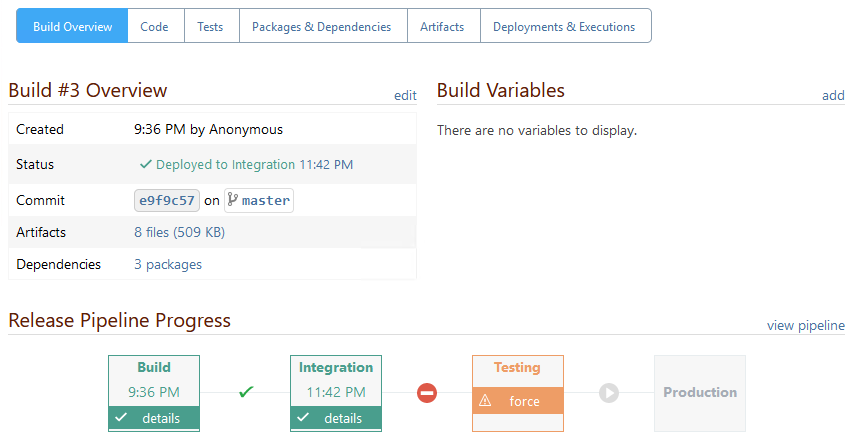 Build Overview Code Tests Packages & Dependencies Artifacts Deployments & Executions
Build #3 Overview edit
Created 9:36 PM by Anonymous
Status Deployed to Integration 11:42 PM
Commit e9f9c57 on master
Artifacts 8 files (509 KB)
Dependencies 3 packages
Build Variables add
There are no variables to display.
Release Pipeline Progress view pipeline
Build Integration Testing
9:36 PM 11:42 PM force Production
details details